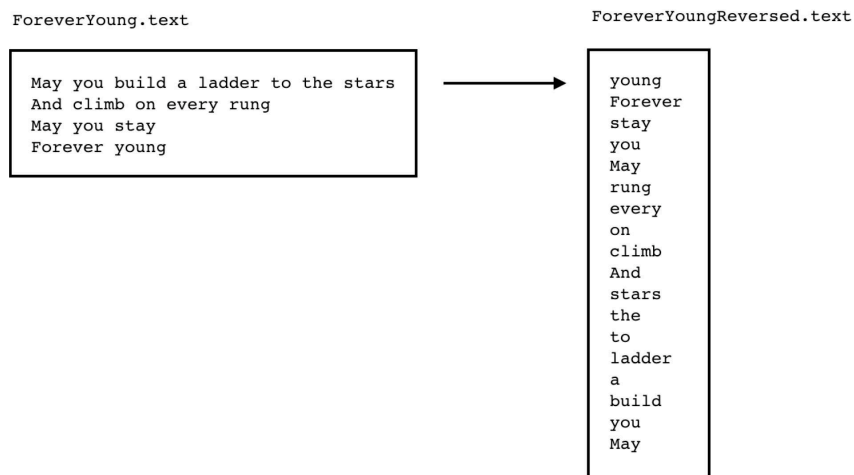 ForeverYoung.text
May you build a ladder to the stars
And climb on every rung
May you stay
Forever young
ForeverYoungReversed.text
young
Forever
stay
you
May
rung
every
on
climb
And
stars
the
to
ladder
a
build
you
May